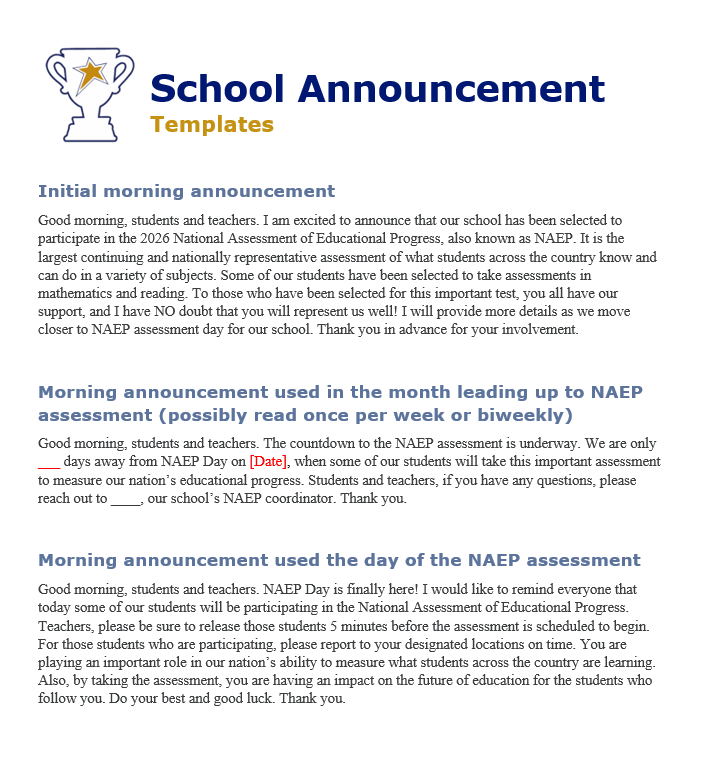 School Announcement
Templates
Initial morning announcement
Good morning, students and teachers. I am excited to announce that our school has been selected to
participate in the 2026 National Assessment of Educational Progress, also known as NAEP. It is the
largest continuing and nationally representative assessment of what students across the country know and
can do in a variety of subjects. Some of our students have been selected to take assessments in
mathematics and reading. To those who have been selected for this important test, you all have our
support, and I have NO doubt that you will represent us well! I will provide more details as we move
closer to NAEP assessment day for our school. Thank you in advance for your involvement.
Morning announcement used in the month leading up to NAEP
assessment (possibly read once per week or biweekly)
Good morning, students and teachers. The countdown to the NAEP assessment is underway. We are only
___ days away from NAEP Day on [Date], when some of our students will take this important assessment
to measure our nation’s educational progress. Students and teachers, if you have any questions, please
reach out to ____, our school’s NAEP coordinator. Thank you.
Morning announcement used the day of the NAEP assessment
Good morning, students and teachers. NAEP Day is finally here! I would like to remind everyone that
today some of our students will be participating in the National Assessment of Educational Progress.
Teachers, please be sure to release those students 5 minutes before the assessment is scheduled to begin.
For those students who are participating, please report to your designated locations on time. You are
playing an important role in our nation’s ability to measure what students across the country are learning.
Also, by taking the assessment, you are having an impact on the future of education for the students who
follow you. Do your best and good luck. Thank you.